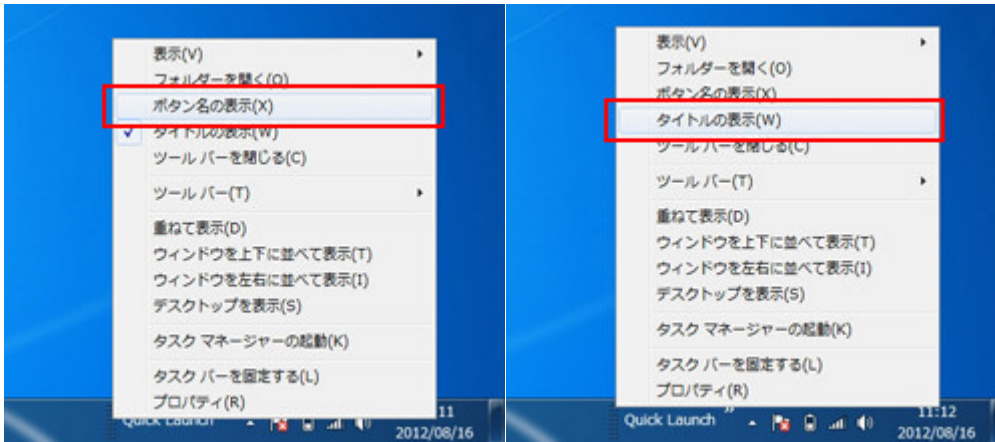 表示(V)
フォルダーを開く(O)
ボタン名の表示(X)
タイトルの表示(W)
ツール バーを閉じる(C)
ツール バー(T)
重ねて表示(D)
ウィンドウを上下に並べて表示(T)
ウィンドウを左右に並べて表示(I)
デスクトップを表示(S)
タスク マネージャーの起動(K)
タスク バーを固定する(L)
プロパティ(R)
Quick Launch
11
2012/08/16
表示(V)
フォルダーを開く(O)
ボタン名の表示(X)
タイトルの表示(W)
ツール バーを閉じる(C)
ツール バー(T)
重ねて表示(D)
ウィンドウを上下に並べて表示(T)
ウィンドウを左右に並べて表示(I)
デスクトップを表示(S)
タスク マネージャーの起動(K)
タスク バーを固定する(L)
プロパティ(R)
Quick Launch
11:12
2012/08/16